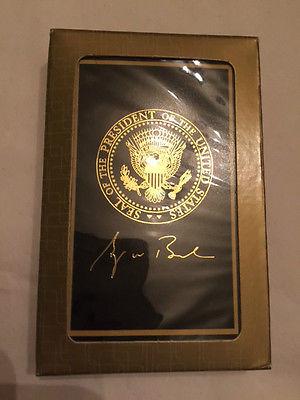 SEAL OF THE PRESIDENT OF THE UNITED STATES